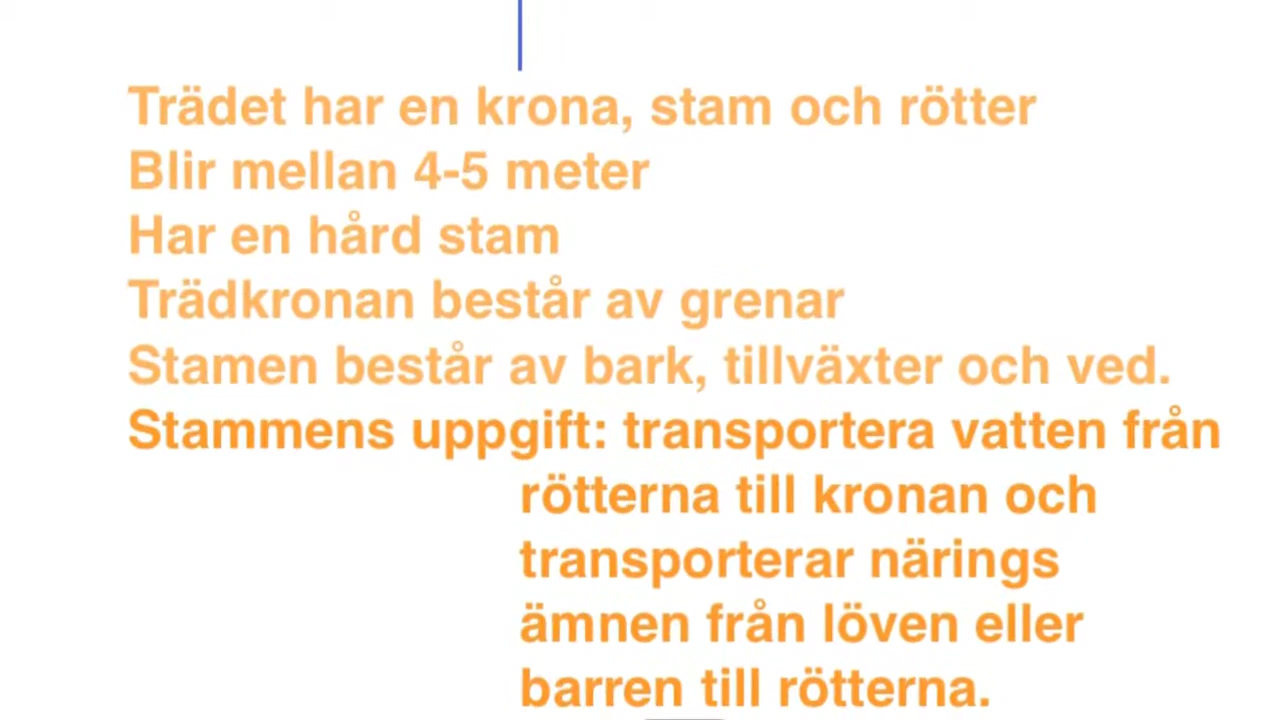 Trädet har en krona, stam och rötter
Blir mellan 4-5 meter
Har en hård stam
Trädkronan består av grenar
Stamen består av bark, tillväxter och ved.
Stammens uppgift: transportera vatten från
rötterna till kronan och
transporterar närings
ämnen från löven eller
barren till rötterna.